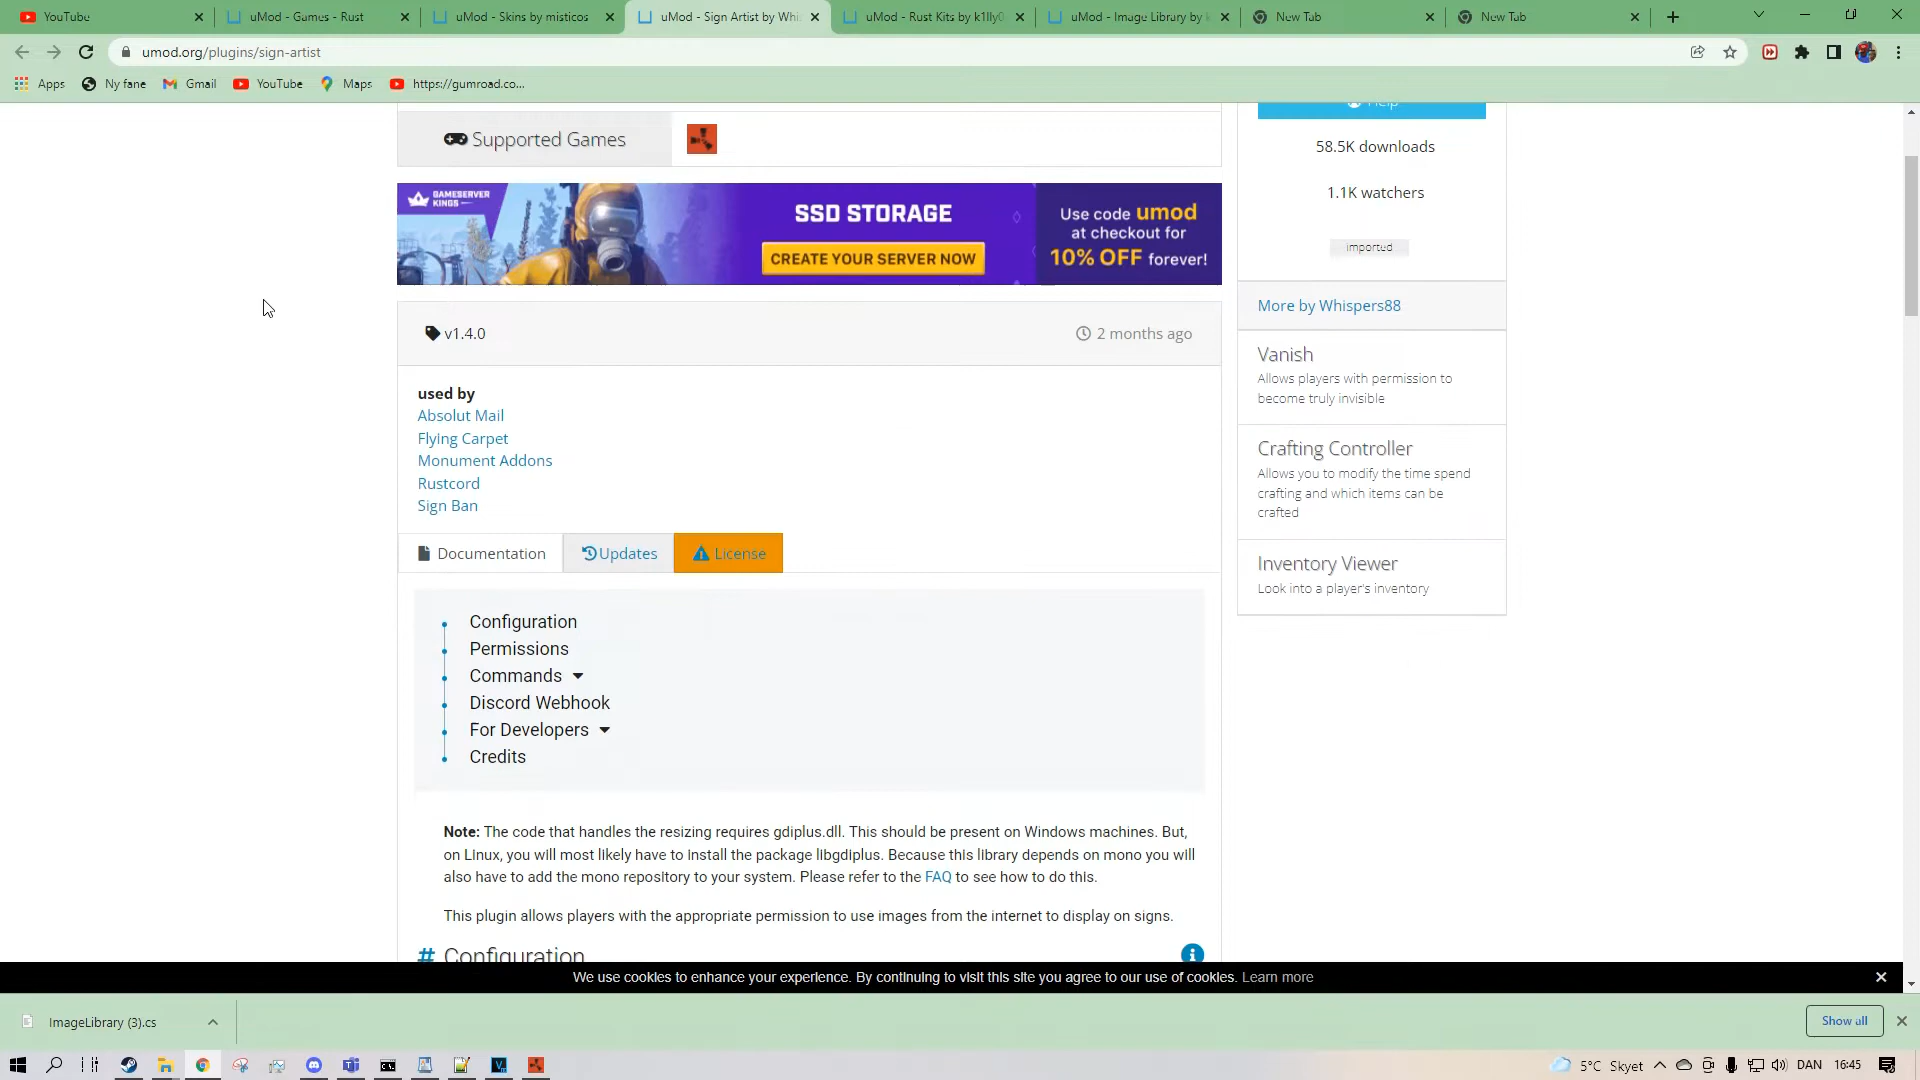 YouTube
uMod - Games - Rust
uMod - Skins by misticos
uMod - Sign Artist by Whis
uMod - Rust Kits by k1lly0
uMod - Image Library by k
New Tab
New Tab
umod.org/plugins/sign-artist
Apps
Ny fane
Gmail
YouTube
Maps
https://gumroad.co...
Supported Games
Help
58.5K downloads
1.1K watchers
imported
GAMESERVER
KINGS
SSD STORAGE
CREATE YOUR SERVER NOW
Use code umod
at checkout for
10% OFF forever!
v1.4.0
2 months ago
used by
Absolut Mail
Flying Carpet
Monument Addons
Rustcord
Sign Ban
More by Whispers88
Vanish
Allows players with permission to
become truly invisible
Crafting Controller
Allows you to modify the time spend
crafting and which items can be
crafted
Inventory Viewer
Look into a player's inventory
Documentation
Updates
License
Configuration
Permissions
Commands
Discord Webhook
For Developers
Credits
Note: The code that handles the resizing requires gdiplus.dll. This should be present on Windows machines. But,
on Linux, you will most likely have to install the package libgdiplus. Because this library depends on mono you will
also have to add the mono repository to your system. Please refer to the FAQ to see how to do this.
This plugin allows players with the appropriate permission to use images from the internet to display on signs.
# Configuration
We use cookies to enhance your experience. By continuing to visit this site you agree to our use of cookies. Learn more
ImageLibrary (3).cs
Show all
5°C Skyet
DAN
16:45